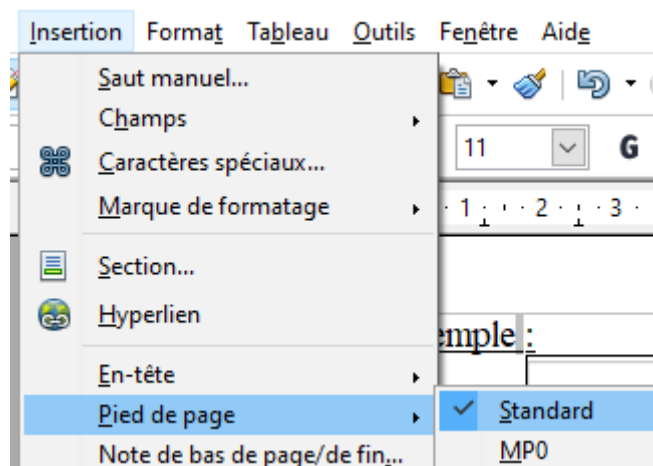 Insertion Format Tableau Outils Fenêtre Aide
Saut manuel...
Champs
11 G
Caractères spéciaux...
Marque de formatage
1 2 3
Section...
Hyperlien
emple :
En-tête
Pied de page
Standard
Note de bas de page/de fin...
MP0